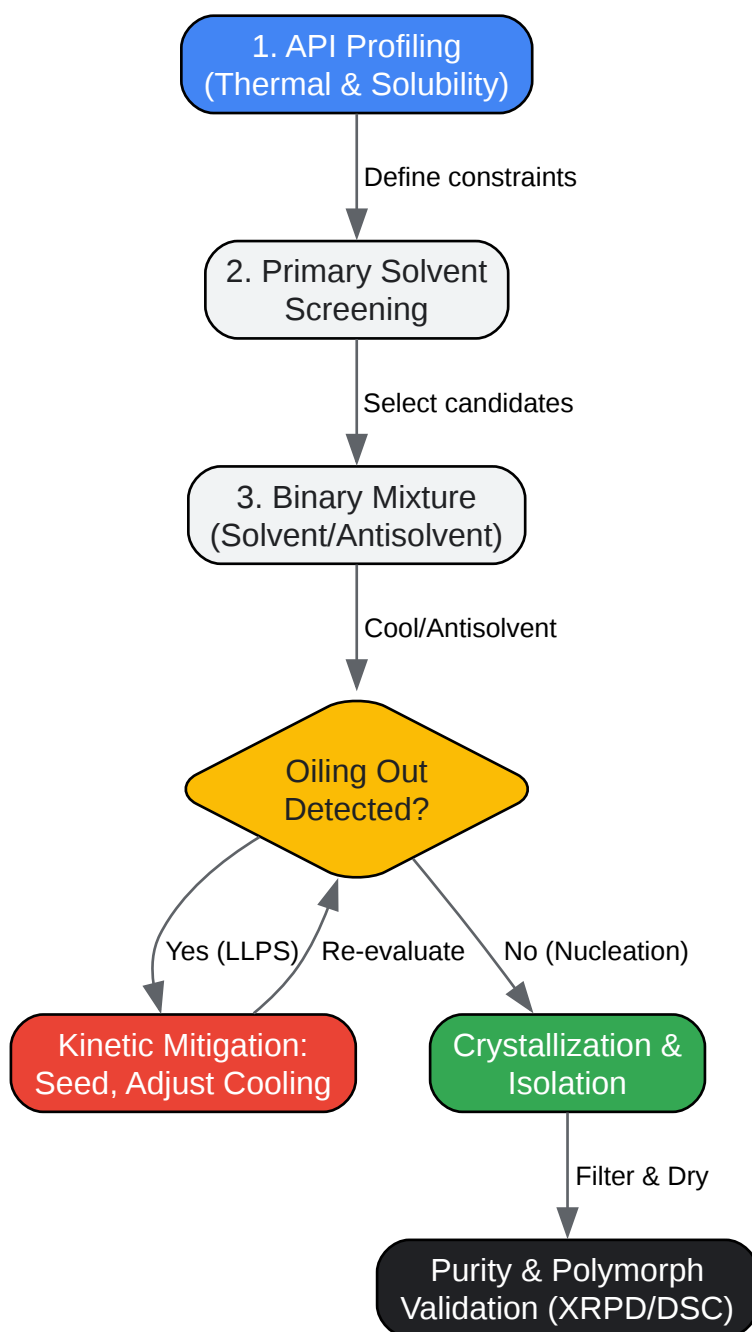 1. API Profiling
(Thermal & Solubility)
Define constraints
2. Primary Solvent
Screening
Select candidates
3. Binary Mixture
(Solvent/Antisolvent)
Cool/Antisolvent
Oiling Out
Detected?
Yes (LLPS)
Re-evaluate
No (Nucleation)
Kinetic Mitigation:
Seed, Adjust Cooling
Crystallization &
Isolation
Filter & Dry
Purity & Polymorph
Validation (XRPD/DSC)